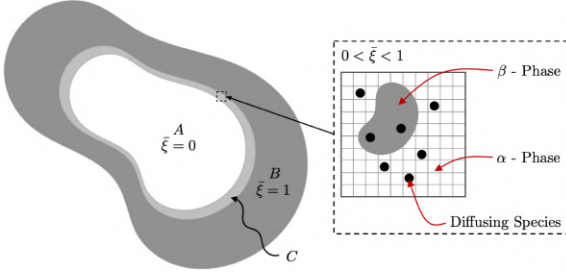 A
ξ̄ = 0
B
ξ̄ = 1
C
0 < ξ̄ < 1
β - Phase
α - Phase
Diffusing Species